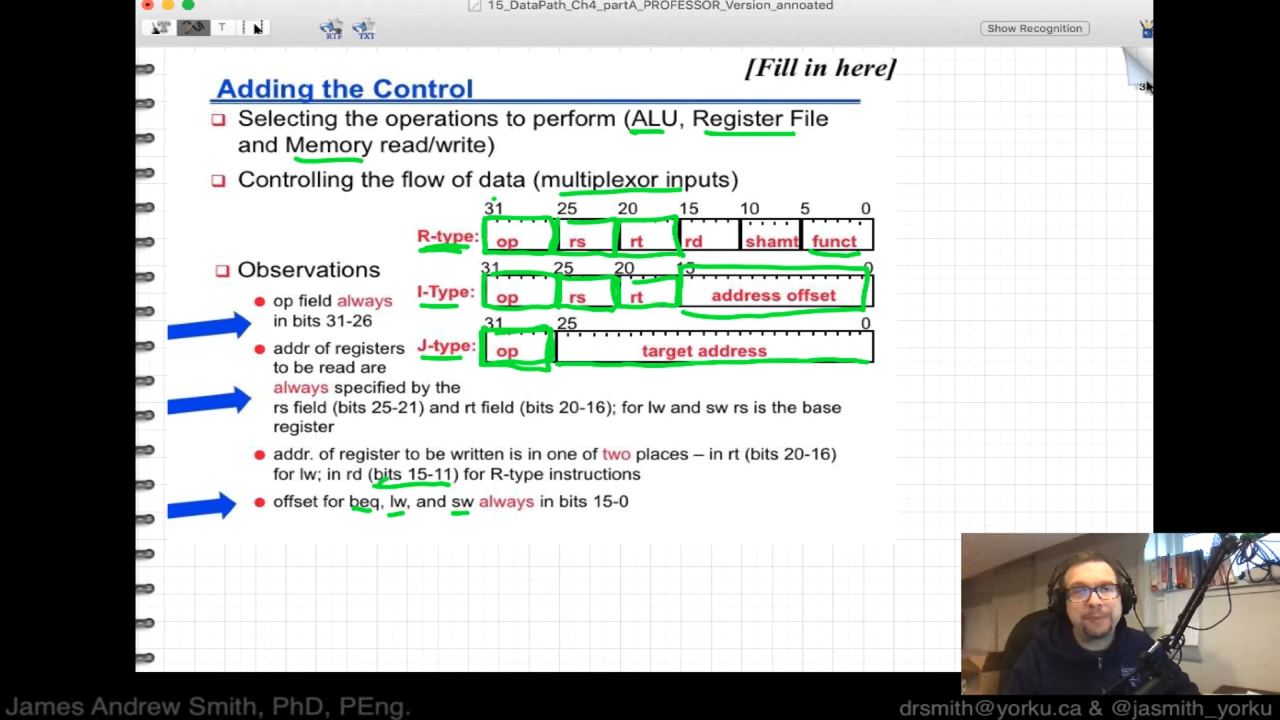 15_DataPath_Ch4_partA_PROFESSOR_Version_annoated
T
RTF
TXT
Show Recognition
[Fill in here]
Adding the Control
Selecting the operations to perform (ALU, Register File
and Memory read/write)
Controlling the flow of data (multiplexor inputs)
31 25 20 15 10 5 0
R-type: op rs rt rd shamt funct
31 25 20 15 0
I-Type: op rs rt address offset
31 25 0
J-type: op target address
Observations
op field always
in bits 31-26
addr of registers
to be read are
always specified by the
rs field (bits 25-21) and rt field (bits 20-16); for lw and sw rs is the base
register
addr. of register to be written is in one of two places – in rt (bits 20-16)
for lw; in rd (bits 15-11) for R-type instructions
offset for beq, lw, and sw always in bits 15-0
James Andrew Smith, PhD, PEng.
drsmith@yorku.ca & @jasmith_yorku